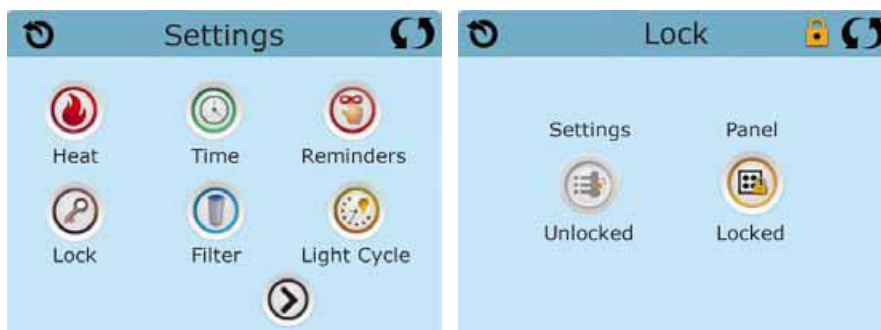 Settings
Heat Time Reminders
Lock Filter Light Cycle
Lock
Settings Panel
Unlocked Locked